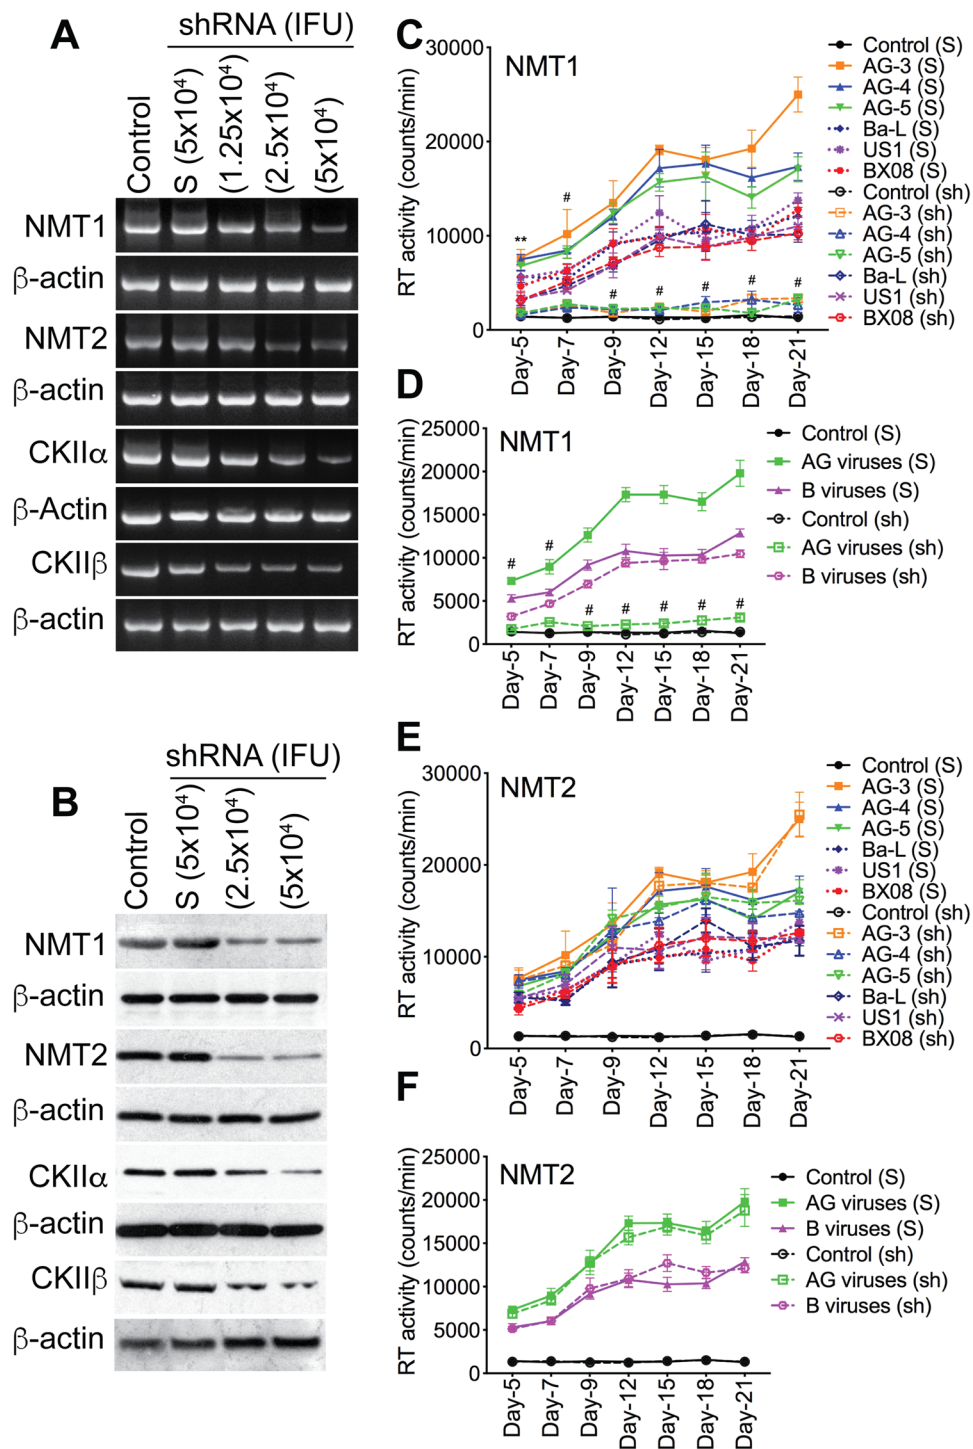 A
shRNA (IFU)
Control
S (5x10⁴)
(1.25x10⁴)
(2.5x10⁴)
(5x10⁴)
NMT1
β-actin
NMT2
β-actin
CKIIα
β-Actin
CKIIβ
β-actin
B
shRNA (IFU)
Control
S (5x10⁴)
(2.5x10⁴)
(5x10⁴)
NMT1
β-actin
NMT2
β-actin
CKIIα
β-actin
CKIIβ
β-actin
C
NMT1
RT activity (counts/min)
30000
20000
10000
0
**
#
# # # # #
Day-5 Day-7 Day-9 Day-12 Day-15 Day-18 Day-21
Control (S)
AG-3 (S)
AG-4 (S)
AG-5 (S)
Ba-L (S)
US1 (S)
BX08 (S)
Control (sh)
AG-3 (sh)
AG-4 (sh)
AG-5 (sh)
Ba-L (sh)
US1 (sh)
BX08 (sh)
D
NMT1
RT activity (counts/min)
25000
20000
15000
10000
5000
0
# #
# # # # #
Day-5 Day-7 Day-9 Day-12 Day-15 Day-18 Day-21
Control (S)
AG viruses (S)
B viruses (S)
Control (sh)
AG viruses (sh)
B viruses (sh)
E
NMT2
RT activity (counts/min)
30000
20000
10000
0
Day-5 Day-7 Day-9 Day-12 Day-15 Day-18 Day-21
Control (S)
AG-3 (S)
AG-4 (S)
AG-5 (S)
Ba-L (S)
US1 (S)
BX08 (S)
Control (sh)
AG-3 (sh)
AG-4 (sh)
AG-5 (sh)
Ba-L (sh)
US1 (sh)
BX08 (sh)
F
NMT2
RT activity (counts/min)
25000
20000
15000
10000
5000
0
Day-5 Day-7 Day-9 Day-12 Day-15 Day-18 Day-21
Control (S)
AG viruses (S)
B viruses (S)
Control (sh)
AG viruses (sh)
B viruses (sh)